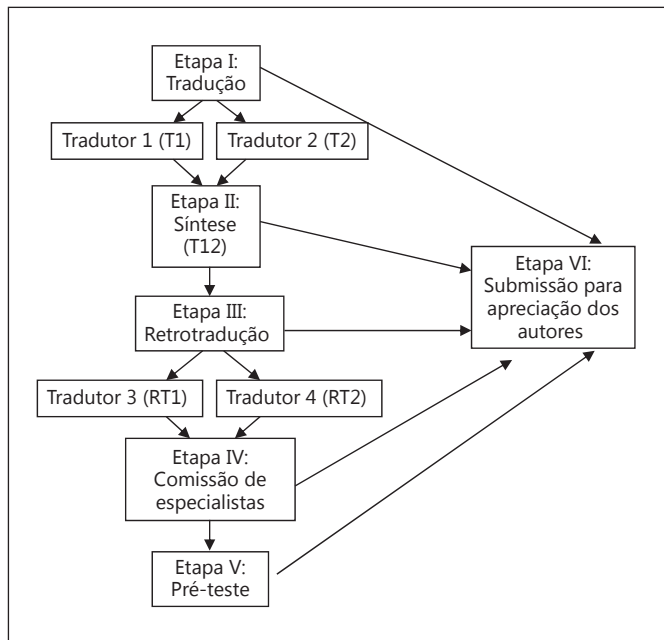 Etapa I:
Tradução
Tradutor 1 (T1)
Tradutor 2 (T2)
Etapa II:
Síntese
(T12)
Etapa III:
Retrotradução
Tradutor 3 (RT1)
Tradutor 4 (RT2)
Etapa IV:
Comissão de
especialistas
Etapa V:
Pré-teste
Etapa VI:
Submissão para
apreciação dos
autores